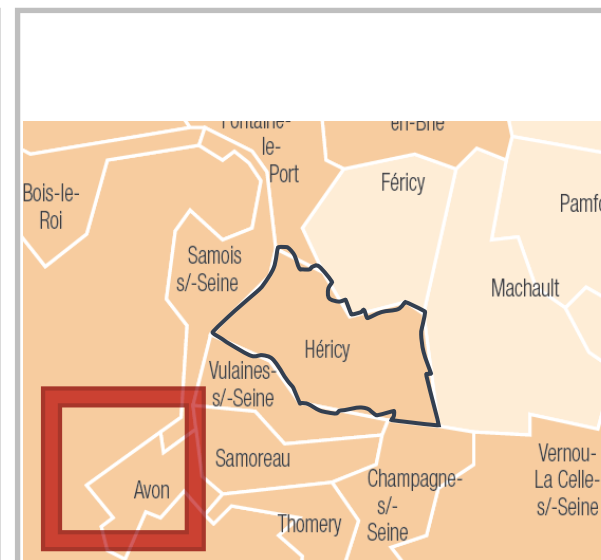 Fontaine-
le-
Port
en-Brie
Féricy
Bois-le-
Roi
Samois
s/-Seine
Machault
Héricy
Vulaines-
s/-Seine
Samoreau
Avon
Champagne-
s/-
Seine
Thomery
Vernou-
La Celle-
s/-Seine